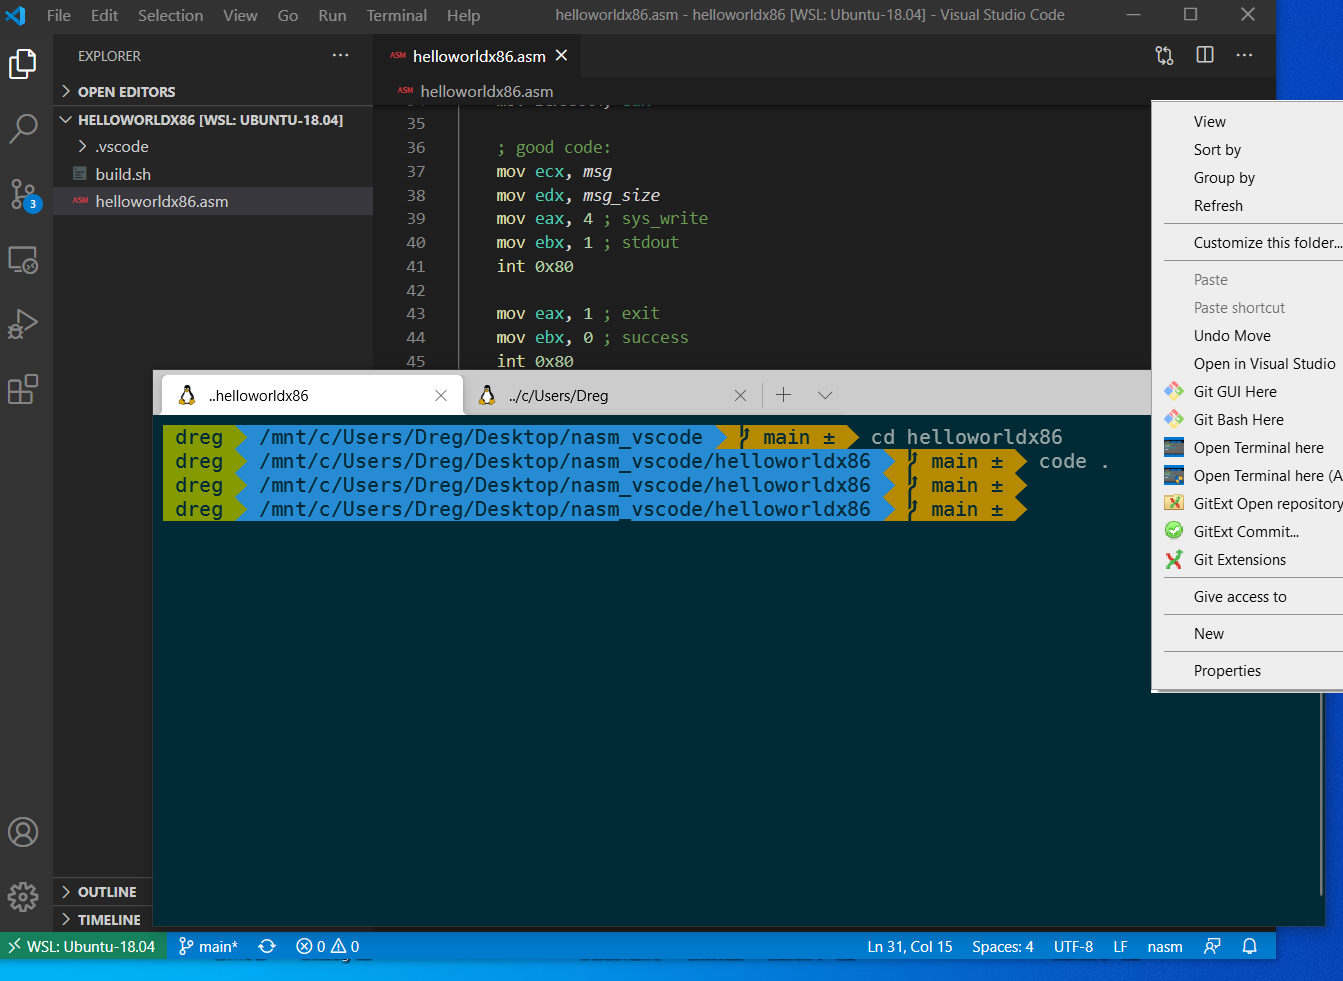 File Edit Selection View Go Run Terminal Help helloworldx86.asm - helloworldx86 [WSL: Ubuntu-18.04] - Visual Studio Code
EXPLORER
OPEN EDITORS
HELLOWORLDX86 [WSL: UBUNTU-18.04]
.vscode
build.sh
ASM helloworldx86.asm
3
ASM helloworldx86.asm
ASM helloworldx86.asm
35
36 ; good code:
37 mov ecx, msg
38 mov edx, msg_size
39 mov eax, 4 ; sys_write
40 mov ebx, 1 ; stdout
41 int 0x80
42
43 mov eax, 1 ; exit
44 mov ebx, 0 ; success
45 int 0x80
..helloworldx86 ../c/Users/Dreg
dreg /mnt/c/Users/Dreg/Desktop/nasm_vscode main ± cd helloworldx86
dreg /mnt/c/Users/Dreg/Desktop/nasm_vscode/helloworldx86 main ± code .
dreg /mnt/c/Users/Dreg/Desktop/nasm_vscode/helloworldx86 main ±
dreg /mnt/c/Users/Dreg/Desktop/nasm_vscode/helloworldx86 main ±
View
Sort by
Group by
Refresh
Customize this folder...
Paste
Paste shortcut
Undo Move
Open in Visual Studio
Git GUI Here
Git Bash Here
Open Terminal here
Open Terminal here (A
GitExt Open repository
GitExt Commit...
Git Extensions
Give access to
New
Properties
OUTLINE
TIMELINE
WSL: Ubuntu-18.04 main* 0 0 Ln 31, Col 15 Spaces: 4 UTF-8 LF nasm